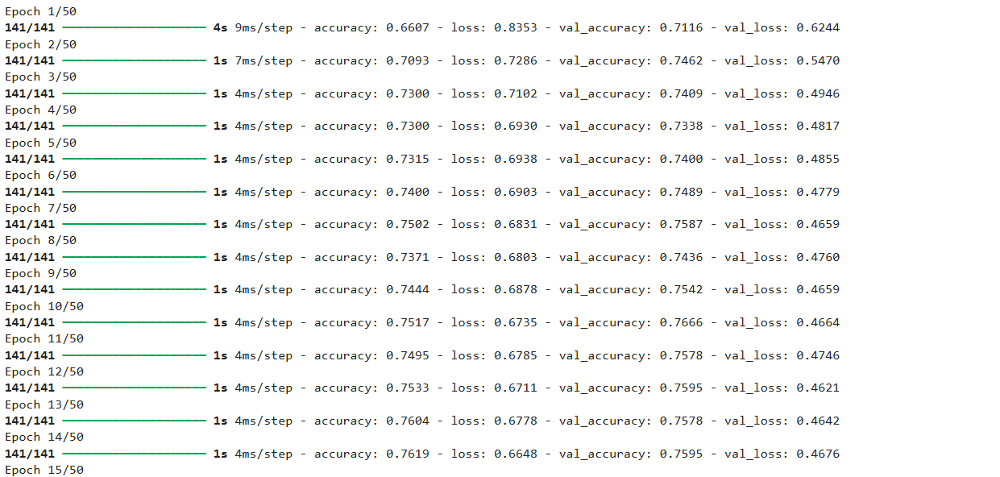 Epoch 1/50
141/141 ━━━━━━━━━━━━━━━━━━━━ 4s 9ms/step - accuracy: 0.6607 - loss: 0.8353 - val_accuracy: 0.7116 - val_loss: 0.6244
Epoch 2/50
141/141 ━━━━━━━━━━━━━━━━━━━━ 1s 7ms/step - accuracy: 0.7093 - loss: 0.7286 - val_accuracy: 0.7462 - val_loss: 0.5470
Epoch 3/50
141/141 ━━━━━━━━━━━━━━━━━━━━ 1s 4ms/step - accuracy: 0.7300 - loss: 0.7102 - val_accuracy: 0.7409 - val_loss: 0.4946
Epoch 4/50
141/141 ━━━━━━━━━━━━━━━━━━━━ 1s 4ms/step - accuracy: 0.7300 - loss: 0.6930 - val_accuracy: 0.7338 - val_loss: 0.4817
Epoch 5/50
141/141 ━━━━━━━━━━━━━━━━━━━━ 1s 4ms/step - accuracy: 0.7315 - loss: 0.6938 - val_accuracy: 0.7400 - val_loss: 0.4855
Epoch 6/50
141/141 ━━━━━━━━━━━━━━━━━━━━ 1s 4ms/step - accuracy: 0.7400 - loss: 0.6903 - val_accuracy: 0.7489 - val_loss: 0.4779
Epoch 7/50
141/141 ━━━━━━━━━━━━━━━━━━━━ 1s 4ms/step - accuracy: 0.7502 - loss: 0.6831 - val_accuracy: 0.7587 - val_loss: 0.4659
Epoch 8/50
141/141 ━━━━━━━━━━━━━━━━━━━━ 1s 4ms/step - accuracy: 0.7371 - loss: 0.6803 - val_accuracy: 0.7436 - val_loss: 0.4760
Epoch 9/50
141/141 ━━━━━━━━━━━━━━━━━━━━ 1s 4ms/step - accuracy: 0.7444 - loss: 0.6878 - val_accuracy: 0.7542 - val_loss: 0.4659
Epoch 10/50
141/141 ━━━━━━━━━━━━━━━━━━━━ 1s 4ms/step - accuracy: 0.7517 - loss: 0.6735 - val_accuracy: 0.7666 - val_loss: 0.4664
Epoch 11/50
141/141 ━━━━━━━━━━━━━━━━━━━━ 1s 4ms/step - accuracy: 0.7495 - loss: 0.6785 - val_accuracy: 0.7578 - val_loss: 0.4746
Epoch 12/50
141/141 ━━━━━━━━━━━━━━━━━━━━ 1s 4ms/step - accuracy: 0.7533 - loss: 0.6711 - val_accuracy: 0.7595 - val_loss: 0.4621
Epoch 13/50
141/141 ━━━━━━━━━━━━━━━━━━━━ 1s 4ms/step - accuracy: 0.7604 - loss: 0.6778 - val_accuracy: 0.7578 - val_loss: 0.4642
Epoch 14/50
141/141 ━━━━━━━━━━━━━━━━━━━━ 1s 4ms/step - accuracy: 0.7619 - loss: 0.6648 - val_accuracy: 0.7595 - val_loss: 0.4676
Epoch 15/50